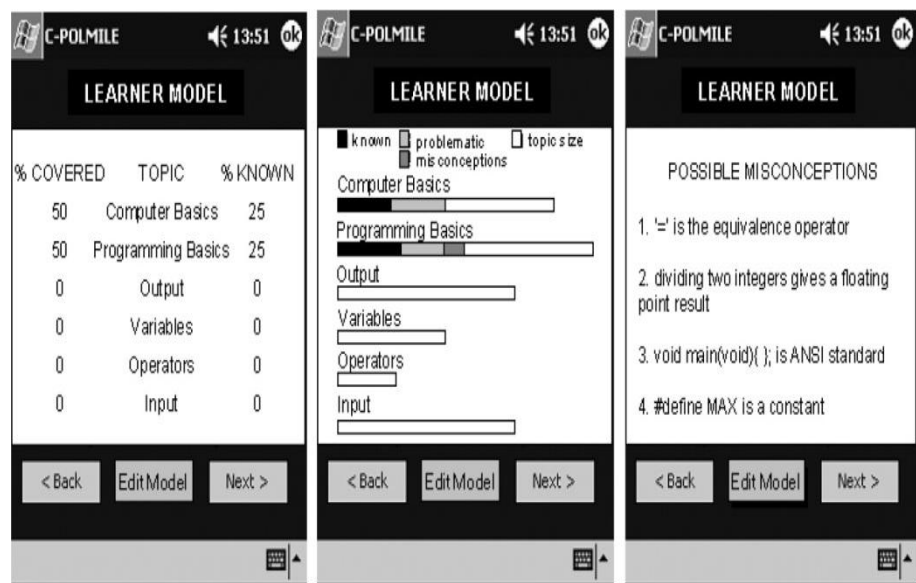 C-POLMILE 13:51 ok
LEARNER MODEL
% COVERED TOPIC % KNOWN
50 Computer Basics 25
50 Programming Basics 25
0 Output 0
0 Variables 0
0 Operators 0
0 Input 0
< Back Edit Model Next >
C-POLMILE 13:51 ok
LEARNER MODEL
known problematic topic size
misconceptions
Computer Basics
Programming Basics
Output
Variables
Operators
Input
< Back Edit Model Next >
C-POLMILE 13:51 ok
LEARNER MODEL
POSSIBLE MISCONCEPTIONS
1. '=' is the equivalence operator
2. dividing two integers gives a floating
point result
3. void main(void){ }; is ANSI standard
4. #define MAX is a constant
< Back Edit Model Next >